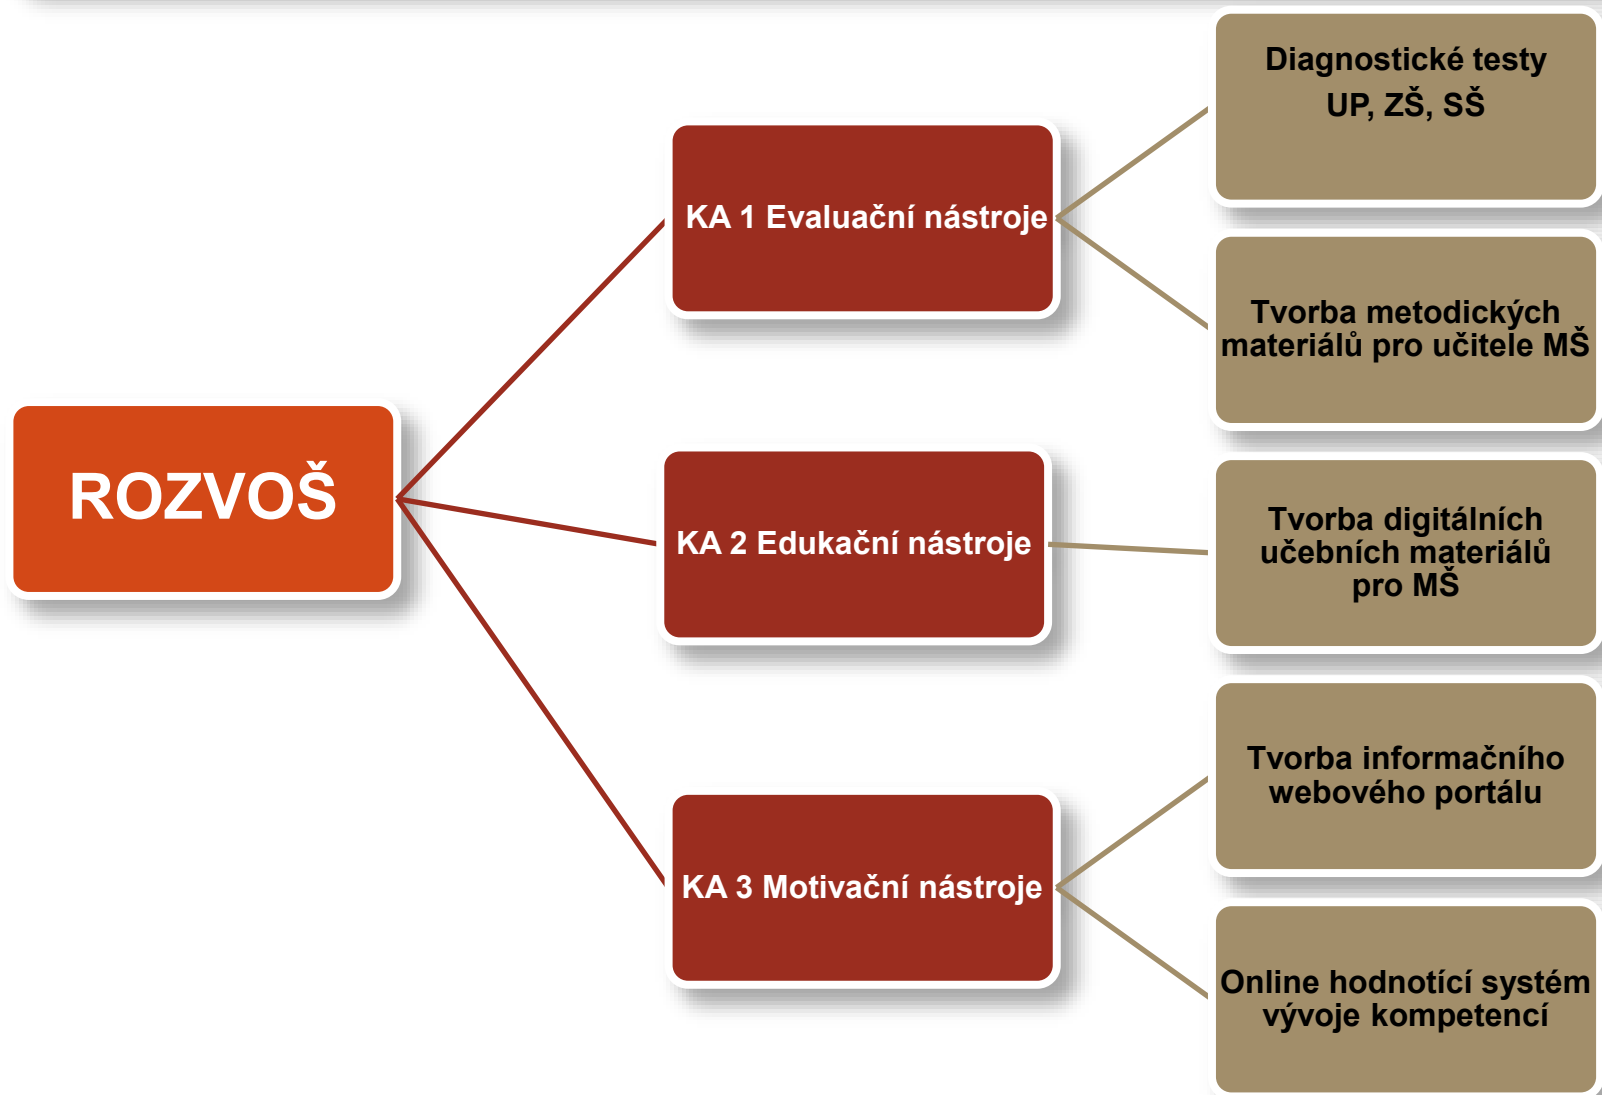 ROZVOŠ
KA 1 Evaluační nástroje
Diagnostické testy
UP, ZŠ, SŠ
Tvorba metodických
materiálů pro učitele MŠ
KA 2 Edukační nástroje
Tvorba digitálních
učebních materiálů
pro MŠ
KA 3 Motivační nástroje
Tvorba informačního
webového portálu
Online hodnotící systém
vývoje kompetencí